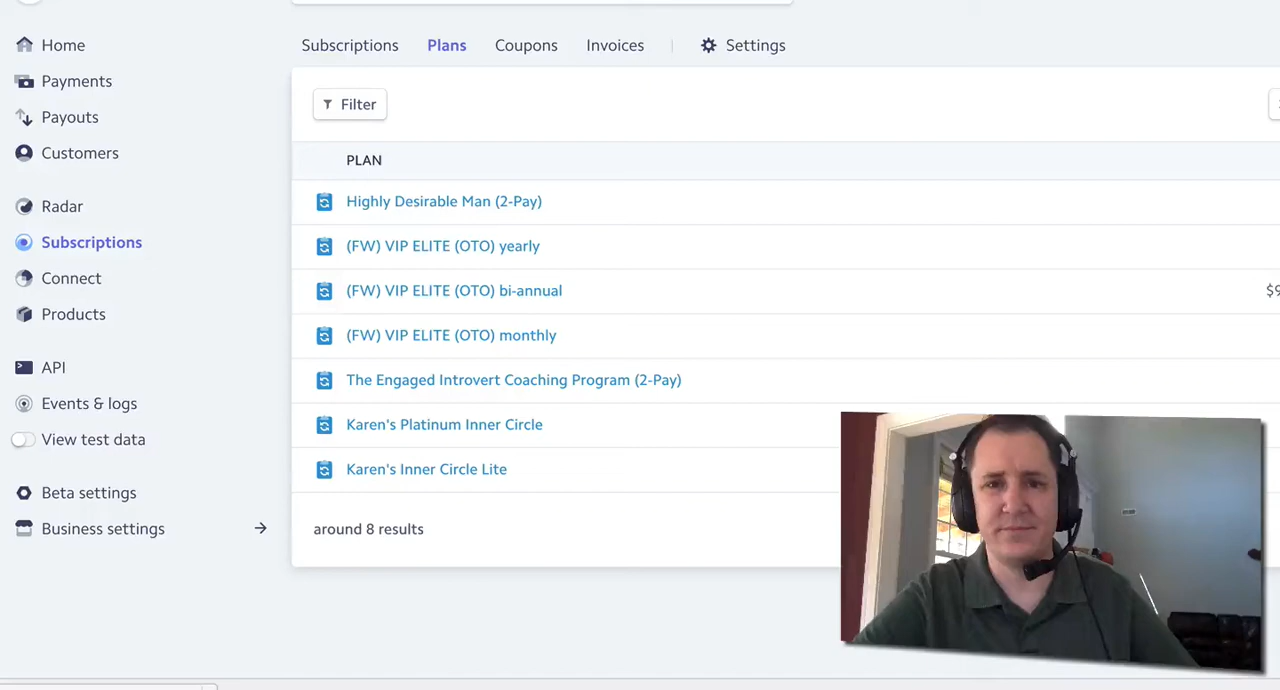 Home
Payments
Payouts
Customers
Radar
Subscriptions
Connect
Products
API
Events & logs
View test data
Beta settings
Business settings
Subscriptions Plans Coupons Invoices Settings
Filter
PLAN
Highly Desirable Man (2-Pay)
(FW) VIP ELITE (OTO) yearly
(FW) VIP ELITE (OTO) bi-annual
(FW) VIP ELITE (OTO) monthly
The Engaged Introvert Coaching Program (2-Pay)
Karen's Platinum Inner Circle
Karen's Inner Circle Lite
around 8 results